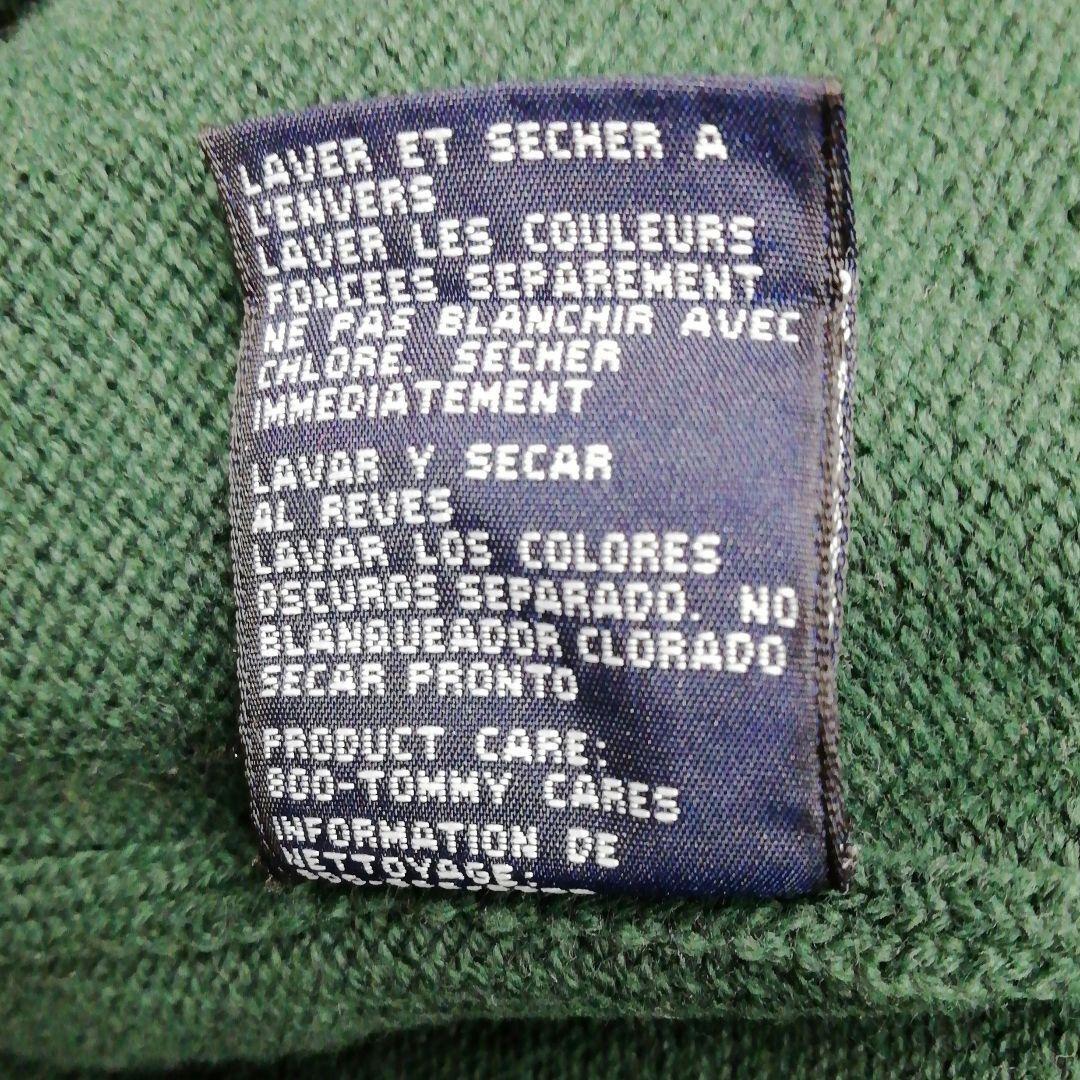 LAVER ET SECHER A
L'ENVERS
LAVER LES COULEURS
FONCEES SEPAREMENT
NE PAS BLANCHIR AVEC
CHLORE. SECHER
IMMEDIATEMENT
LAVAR Y SECAR
AL REVES
LAVAR LOS COLORES
OSCUROS SEPARADO. NO
BLANQUEADOR CLORADO
SECAR PRONTO
PRODUCT CARE:
800-TOMMY CARES
INFORMATION DE
NETTOYAGE: